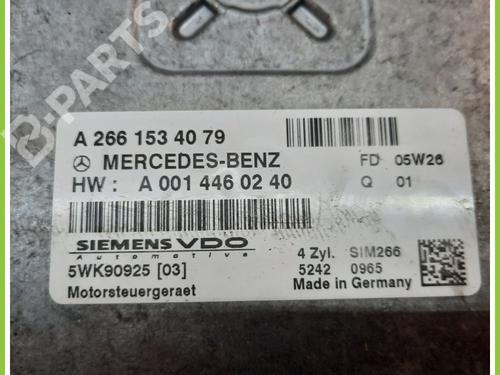 B-PARTS
A 266 153 40 79
MERCEDES-BENZ FD 05W26
HW : A 001 446 02 40 Q 01
SIEMENS VDO 4 Zyl. SIM266
Automotive
5WK90925 [03] 5242 0965
Motorsteuergeraet Made in Germany